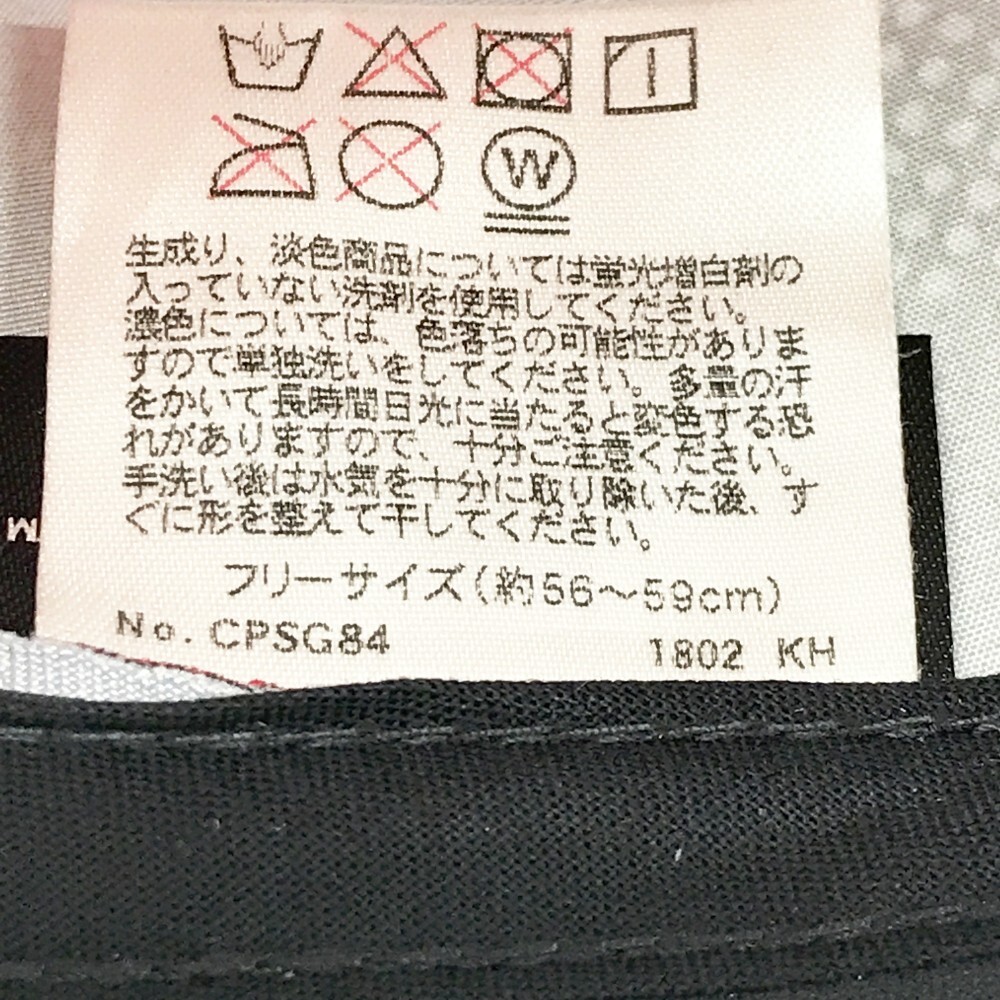 W
生成り、淡色商品については蛍光増白剤の
入っていない洗剤を使用してください。
濃色については、色落ちの可能性がありま
すので単独洗いをしてください。多量の汗
をかいて長時間日光に当たると変色する恐
れがありますので、十分ご注意ください。
手洗い後は水気を十分に取り除いた後、す
ぐに形を整えて干してください。
フリーサイズ(約56～59cm)
No. CPSG84 1802 KH